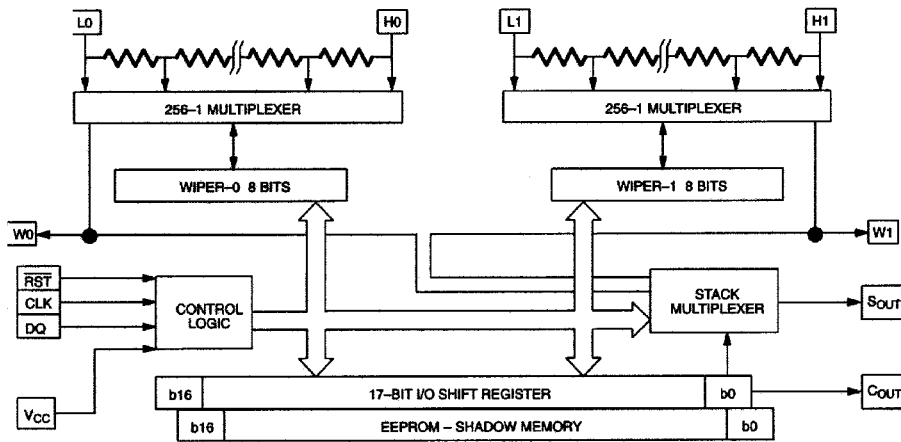 L0 H0 L1 H1
256–1 MULTIPLEXER 256–1 MULTIPLEXER
WIPER–0 8 BITS WIPER–1 8 BITS
W0 W1
RST
CLK
DQ
CONTROL
LOGIC
STACK
MULTIPLEXER
SOUT
VCC
b16 17–BIT I/O SHIFT REGISTER b0
COUT
b16 EEPROM – SHADOW MEMORY b0